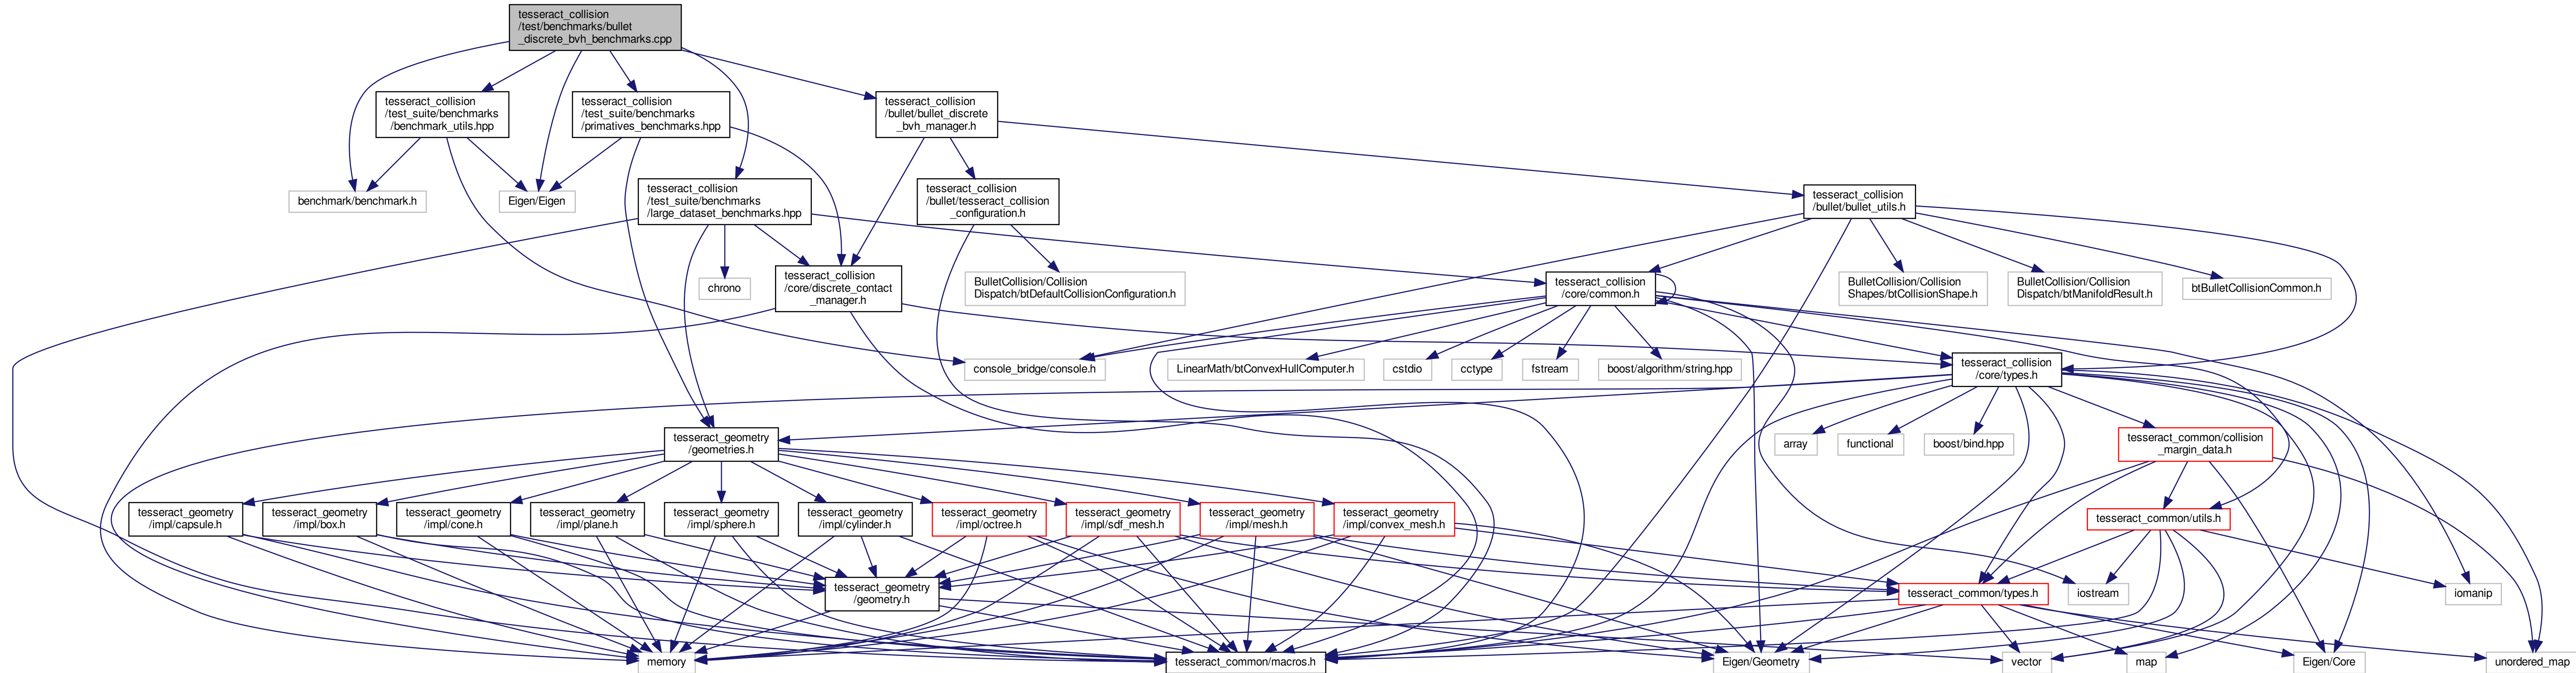 tesseract_collision
/test/benchmarks/bullet
_discrete_bvh_benchmarks.cpp
tesseract_collision
/test_suite/benchmarks
/benchmark_utils.hpp
tesseract_collision
/test_suite/benchmarks
/primatives_benchmarks.hpp
tesseract_collision
/bullet/bullet_discrete
_bvh_manager.h
benchmark/benchmark.h
Eigen/Eigen
tesseract_collision
/test_suite/benchmarks
/large_dataset_benchmarks.hpp
tesseract_collision
/bullet/tesseract_collision
_configuration.h
tesseract_collision
/bullet/bullet_utils.h
chrono
tesseract_collision
/core/discrete_contact
_manager.h
BulletCollision/Collision
Dispatch/btDefaultCollisionConfiguration.h
tesseract_collision
/core/common.h
BulletCollision/Collision
Shapes/btCollisionShape.h
BulletCollision/Collision
Dispatch/btManifoldResult.h
btBulletCollisionCommon.h
console_bridge/console.h
LinearMath/btConvexHullComputer.h
cstdio
cctype
fstream
boost/algorithm/string.hpp
tesseract_collision
/core/types.h
tesseract_geometry
/geometries.h
array
functional
boost/bind.hpp
tesseract_common/collision
_margin_data.h
tesseract_geometry
/impl/capsule.h
tesseract_geometry
/impl/box.h
tesseract_geometry
/impl/cone.h
tesseract_geometry
/impl/plane.h
tesseract_geometry
/impl/sphere.h
tesseract_geometry
/impl/cylinder.h
tesseract_geometry
/impl/octree.h
tesseract_geometry
/impl/sdf_mesh.h
tesseract_geometry
/impl/mesh.h
tesseract_geometry
/impl/convex_mesh.h
tesseract_common/utils.h
tesseract_geometry
/geometry.h
tesseract_common/types.h
iostream
iomanip
memory
tesseract_common/macros.h
Eigen/Geometry
vector
map
Eigen/Core
unordered_map